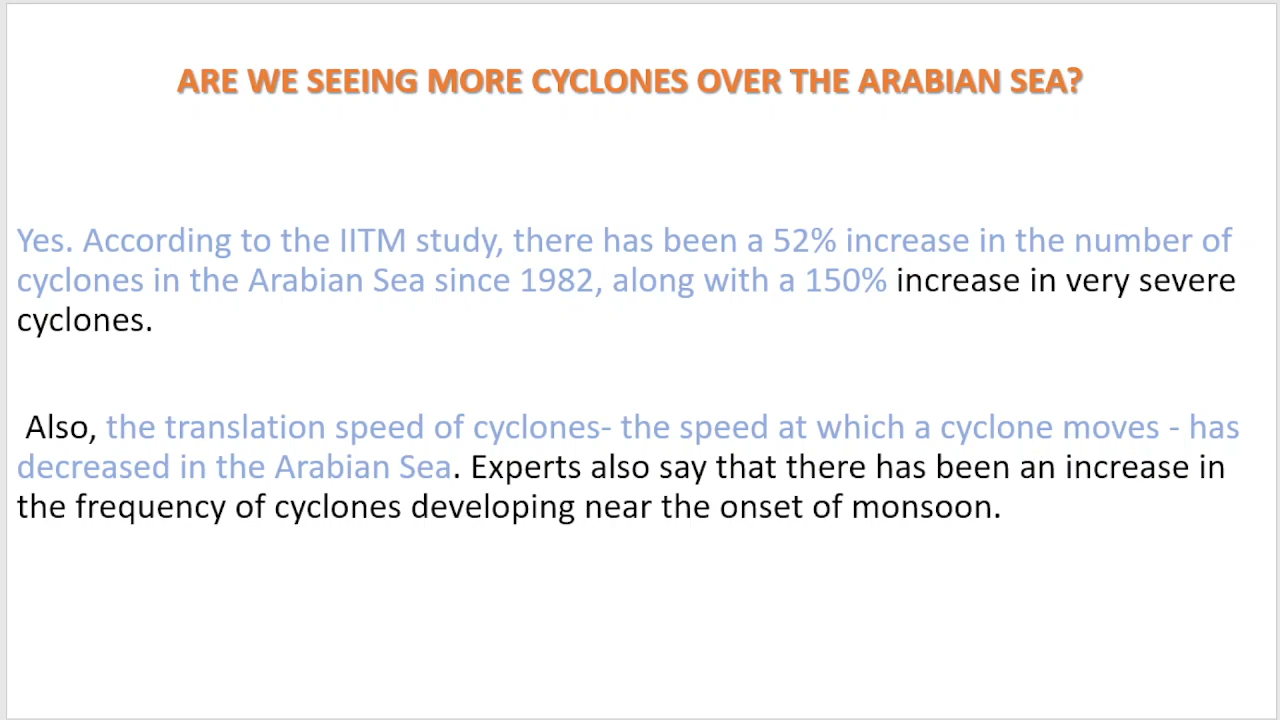 ARE WE SEEING MORE CYCLONES OVER THE ARABIAN SEA?
Yes. According to the IITM study, there has been a 52% increase in the number of
cyclones in the Arabian Sea since 1982, along with a 150% increase in very severe
cyclones.
Also, the translation speed of cyclones- the speed at which a cyclone moves - has
decreased in the Arabian Sea. Experts also say that there has been an increase in
the frequency of cyclones developing near the onset of monsoon.